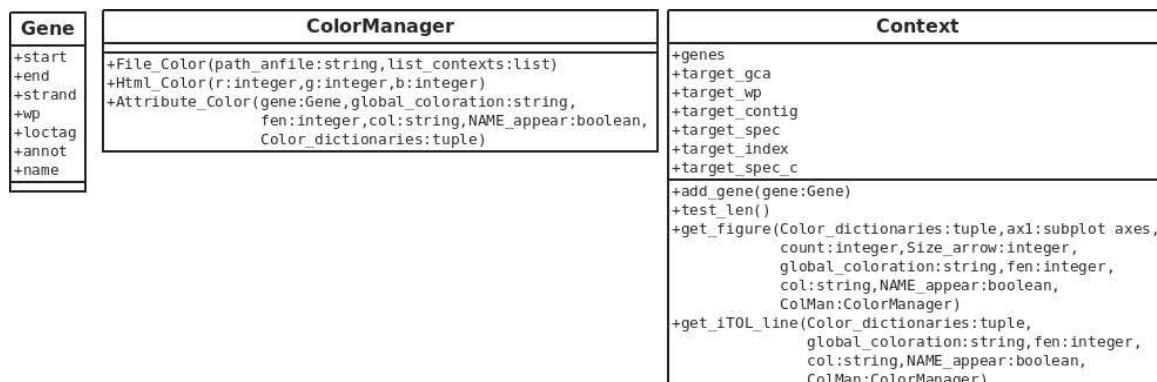 Gene
+start
+end
+strand
+wp
+loctag
+annot
+name
ColorManager
+File_Color(path_anfile:string,list_contexts:list)
+Html_Color(r:integer,g:integer,b:integer)
+Attribute_Color(gene:Gene,global_coloration:string,
fen:integer,col:string,NAME_appear:boolean,
Color_dictionaries:tuple)
Context
+genes
+target_gca
+target_wp
+target_contig
+target_spec
+target_index
+target_spec_c
+add_gene(gene:Gene)
+test_len()
+get_figure(Color_dictionaries:tuple,ax1:subplot axes,
count:integer,Size_arrow:integer,
global_coloration:string,fen:integer,
col:string,NAME_appear:boolean,
ColMan:ColorManager)
+get_iTOL_line(Color_dictionaries:tuple,
global_coloration:string,fen:integer,
col:string,NAME_appear:boolean,
ColMan:ColorManager)